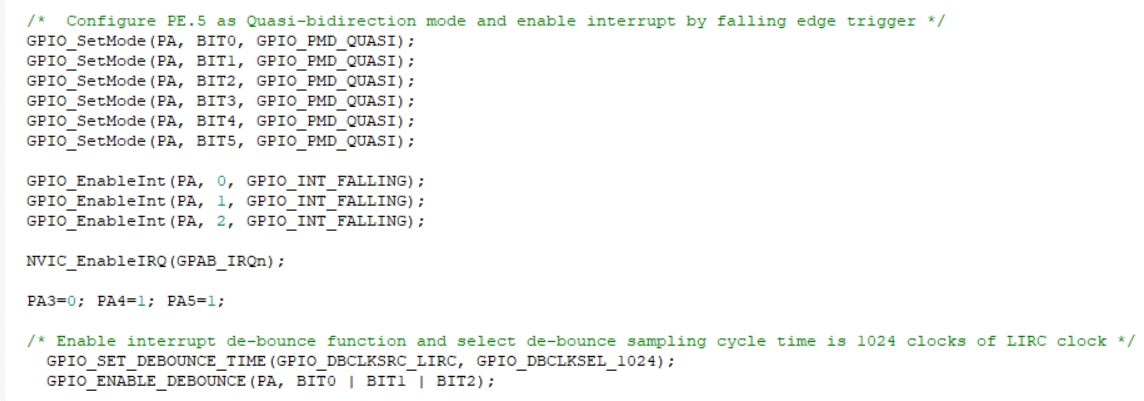 /*  Configure PE.5 as Quasi-bidirection mode and enable interrupt by falling edge trigger */
GPIO_SetMode(PA, BIT0, GPIO_PMD_QUASI);
GPIO_SetMode(PA, BIT1, GPIO_PMD_QUASI);
GPIO_SetMode(PA, BIT2, GPIO_PMD_QUASI);
GPIO_SetMode(PA, BIT3, GPIO_PMD_QUASI);
GPIO_SetMode(PA, BIT4, GPIO_PMD_QUASI);
GPIO_SetMode(PA, BIT5, GPIO_PMD_QUASI);
GPIO_EnableInt(PA, 0, GPIO_INT_FALLING);
GPIO_EnableInt(PA, 1, GPIO_INT_FALLING);
GPIO_EnableInt(PA, 2, GPIO_INT_FALLING);
NVIC_EnableIRQ(GPAB_IRQn);
PA3=0; PA4=1; PA5=1;
/* Enable interrupt de-bounce function and select de-bounce sampling cycle time is 1024 clocks of LIRC clock */
GPIO_SET_DEBOUNCE_TIME(GPIO_DBCLKSRC_LIRC, GPIO_DBCLKSEL_1024);
GPIO_ENABLE_DEBOUNCE(PA, BIT0 | BIT1 | BIT2);